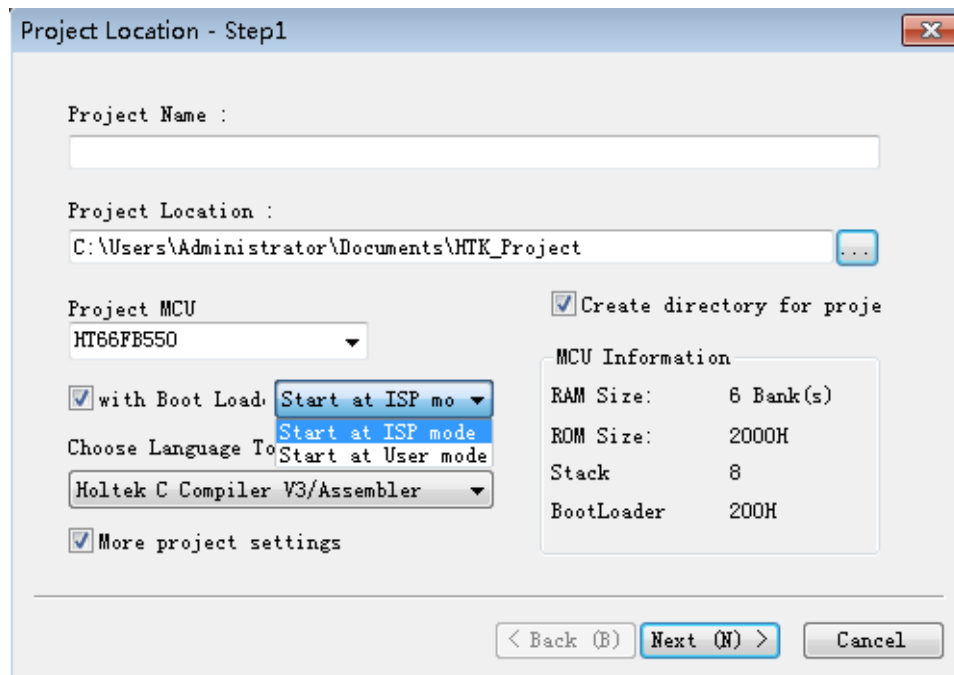 Project Location - Step1
Project Name :
Project Location :
C:\Users\Administrator\Documents\HTK_Project
...
Project MCU
HT66FB550
Create directory for proje
with Boot Load
Start at ISP mo
Start at ISP mode
Start at User mode
Choose Language To
Holtek C Compiler V3/Assembler
More project settings
MCU Information
RAM Size: 6 Bank(s)
ROM Size: 2000H
Stack 8
BootLoader 200H
< Back (B)
Next (N) >
Cancel